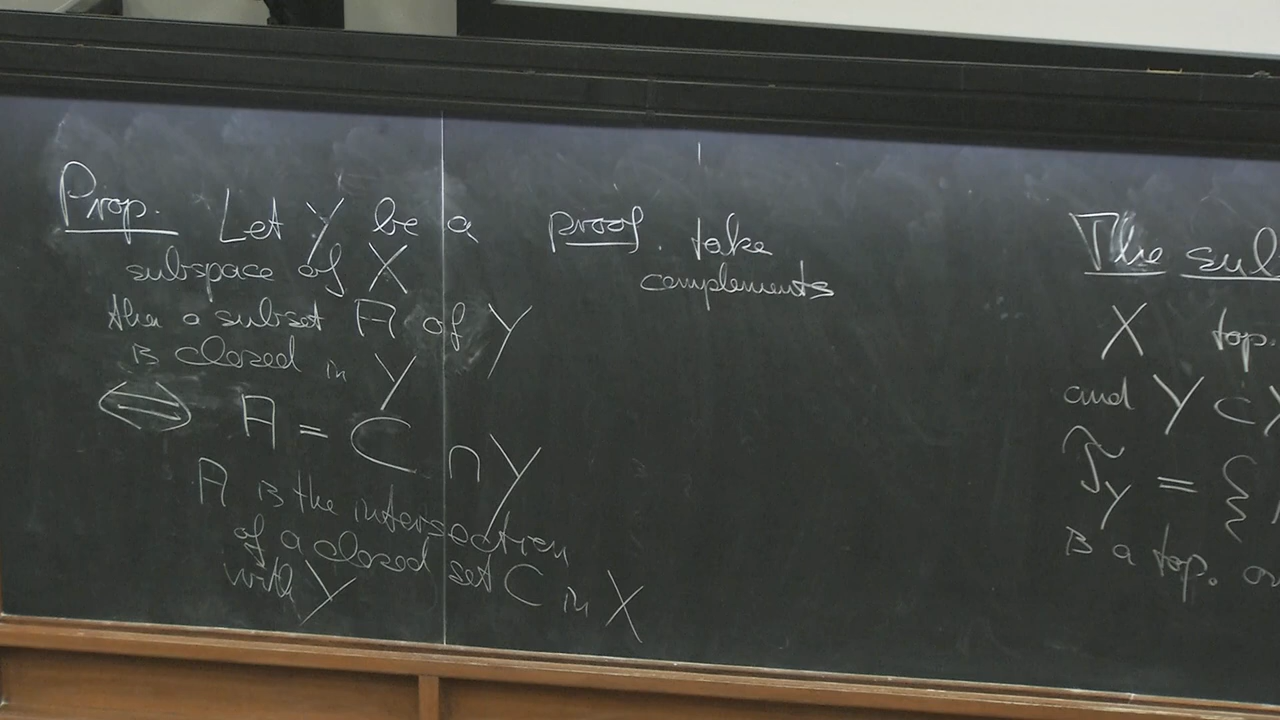 Prop. Let Y be a
subspace of X
then a subset A of Y
is closed in Y
⟺ A = C ∩ Y
A is the intersection
of a closed set C in X
with Y
proof. take
complements
The
X top.
and Y ⊂ X
𝒯_Y = {
is a top. on